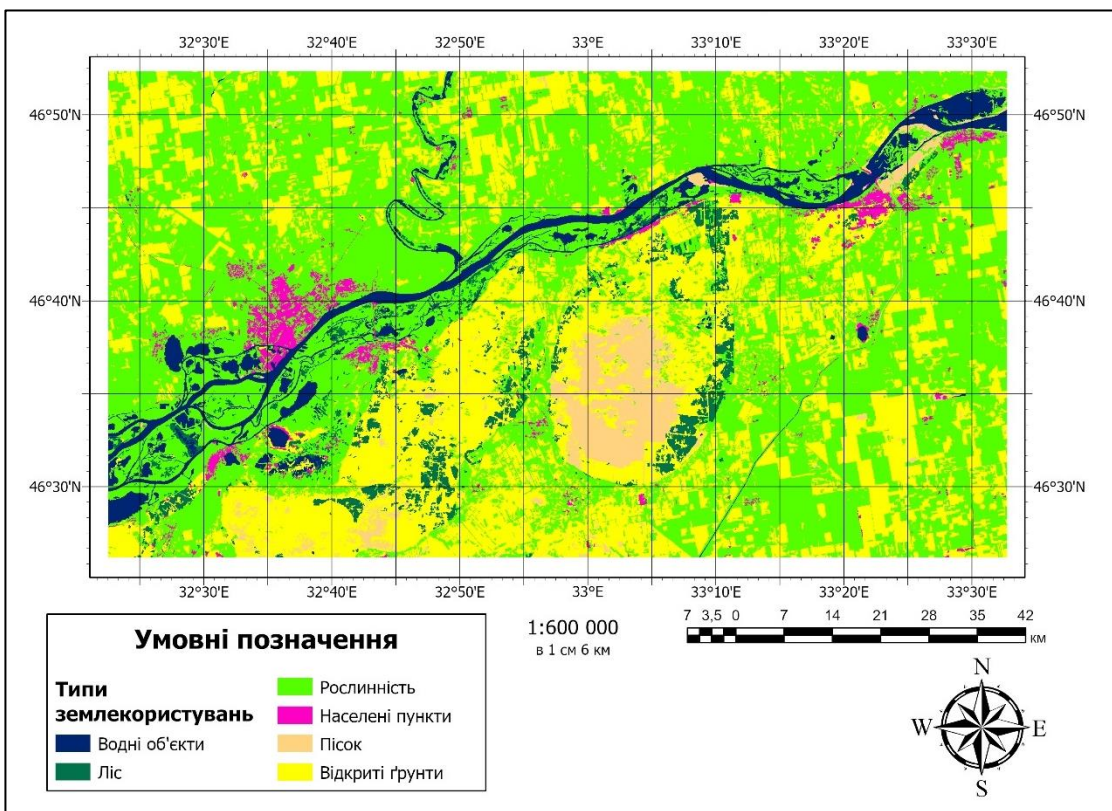 32°30'E 32°40'E 32°50'E 33°E 33°10'E 33°20'E 33°30'E
46°50'N 46°50'N
46°40'N 46°40'N
46°30'N 46°30'N
32°30'E 32°40'E 32°50'E 33°E 33°10'E 33°20'E 33°30'E
Умовні позначення
Типи
землекористувань
Водні об'єкти
Ліс
Рослинність
Населені пункти
Пісок
Відкриті ґрунти
1:600 000
в 1 см 6 км
7 3,5 0 7 14 21 28 35 42
км
N
W E
S